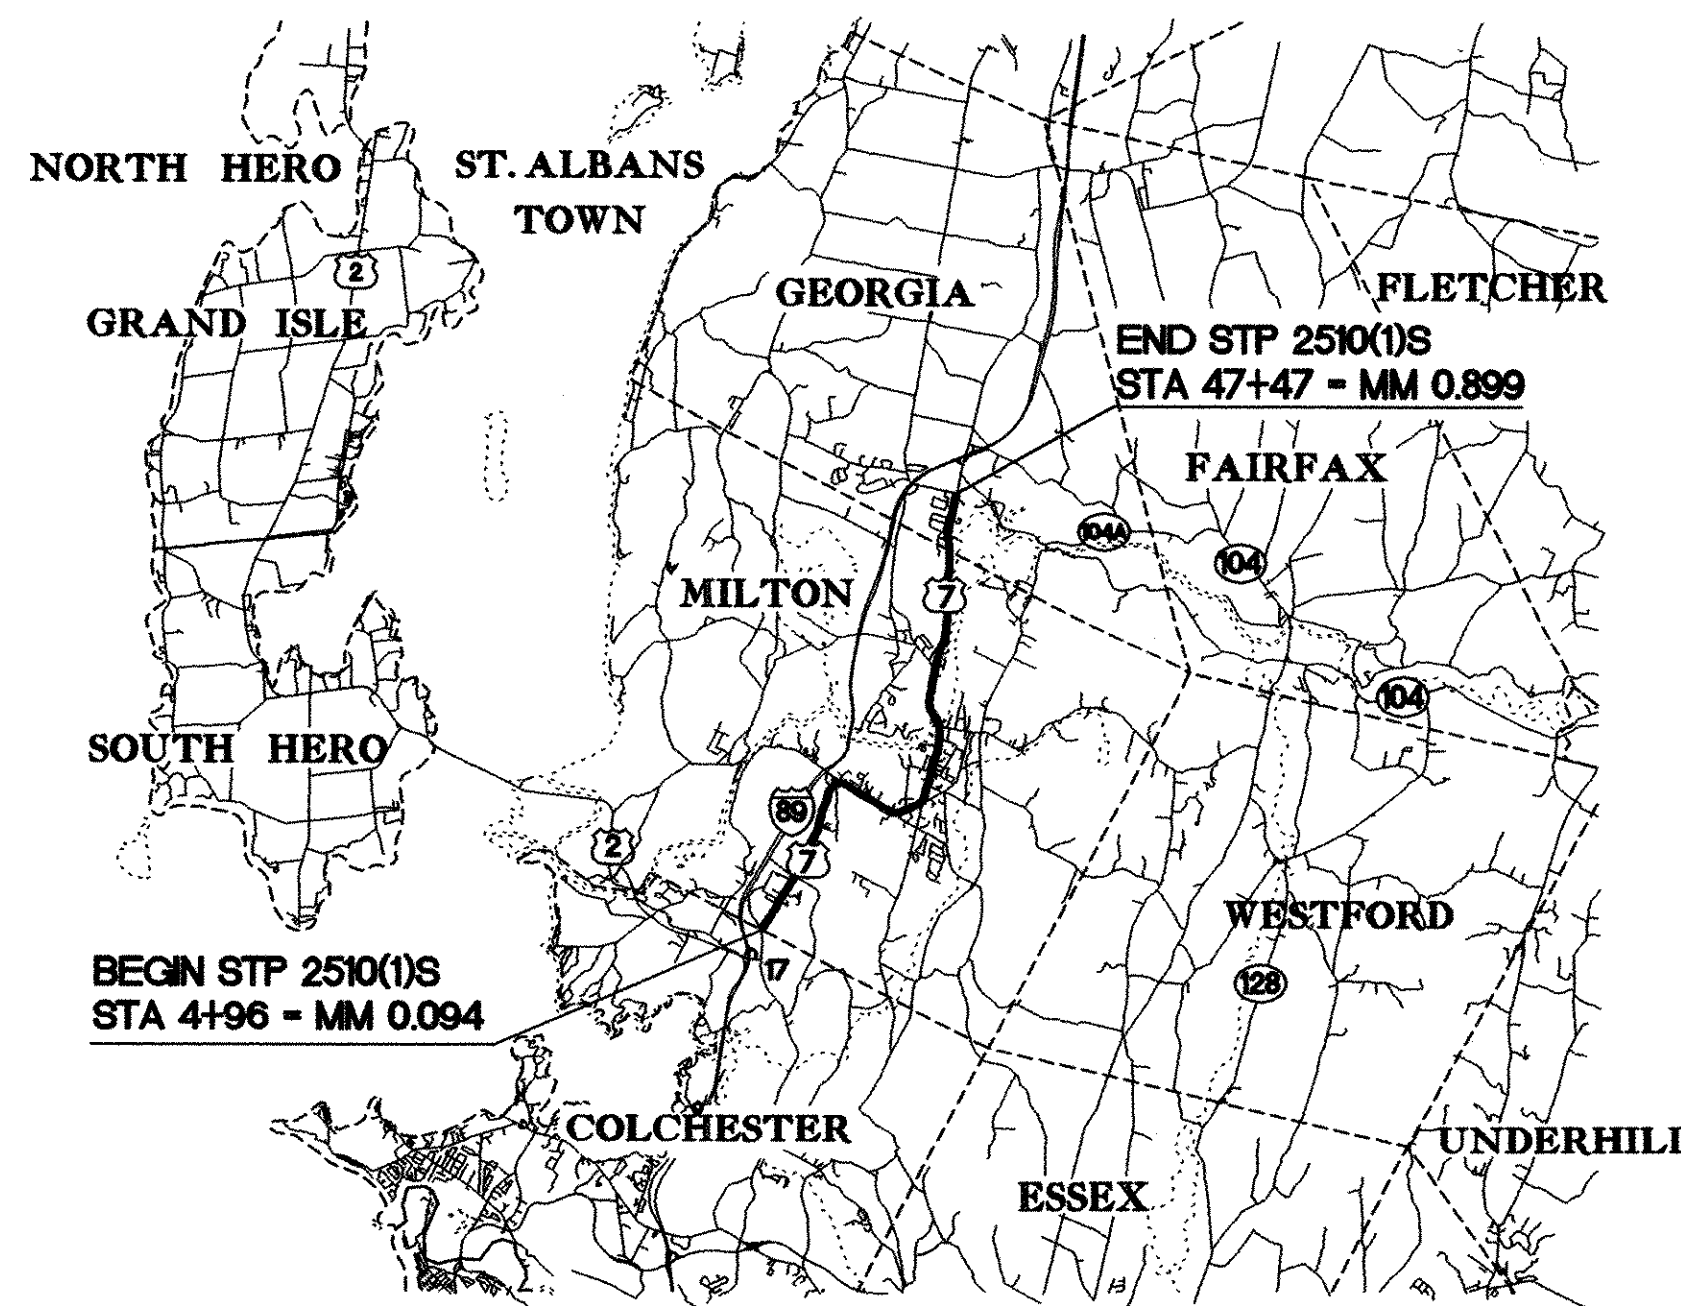 NORTH HERO
ST. ALBANS
TOWN
2
GEORGIA
FLETCHER
GRAND ISLE
END STP 2510(1)S
STA 47+47 = MM 0.899
FAIRFAX
104A
104
MILTON
7
104
SOUTH HERO
89
2
7
WESTFORD
BEGIN STP 2510(1)S
STA 4+96 = MM 0.094
17
128
COLCHESTER
UNDERHILL
ESSEX